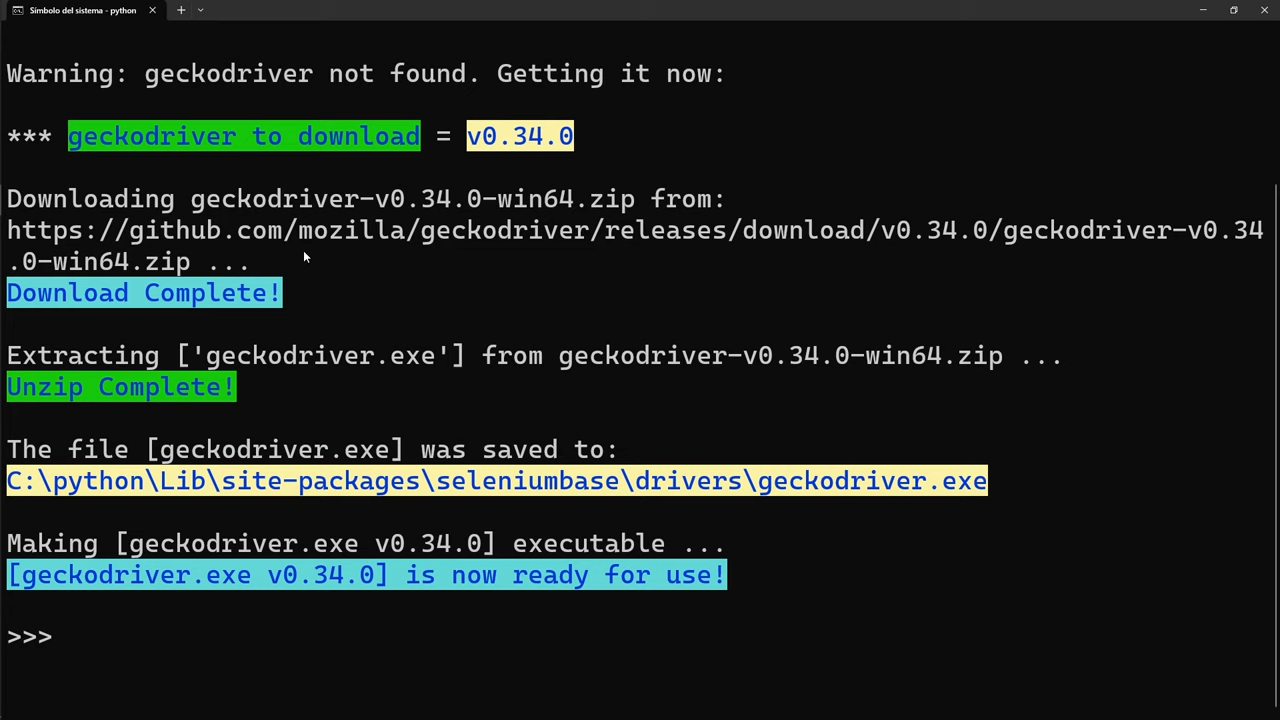 Símbolo del sistema - python
Warning: geckodriver not found. Getting it now:
*** geckodriver to download = v0.34.0
Downloading geckodriver-v0.34.0-win64.zip from:
https://github.com/mozilla/geckodriver/releases/download/v0.34.0/geckodriver-v0.34
.0-win64.zip ...
Download Complete!
Extracting ['geckodriver.exe'] from geckodriver-v0.34.0-win64.zip ...
Unzip Complete!
The file [geckodriver.exe] was saved to:
C:\python\Lib\site-packages\seleniumbase\drivers\geckodriver.exe
Making [geckodriver.exe v0.34.0] executable ...
[geckodriver.exe v0.34.0] is now ready for use!
>>>